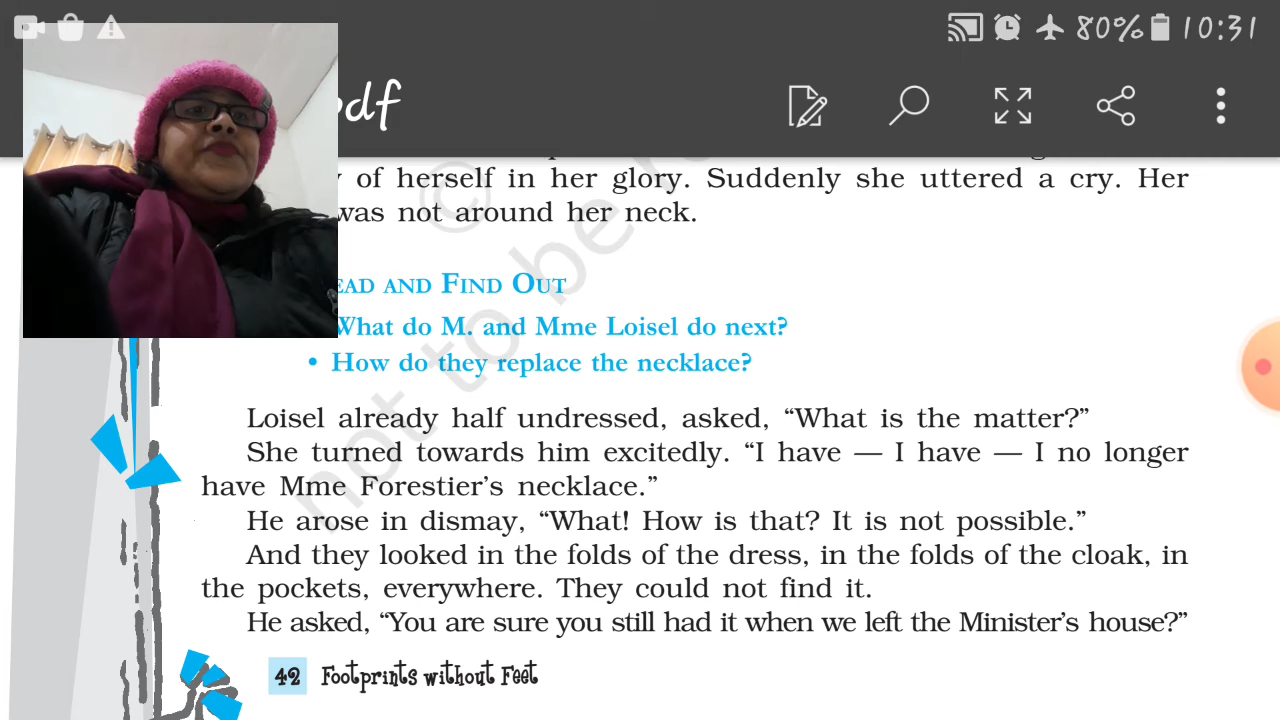 80% 10:31
pdf
of herself in her glory. Suddenly she uttered a cry. Her
was not around her neck.
EAD AND FIND OUT
What do M. and Mme Loisel do next?
• How do they replace the necklace?
Loisel already half undressed, asked, “What is the matter?”
She turned towards him excitedly. “I have — I have — I no longer
have Mme Forestier’s necklace.”
He arose in dismay, “What! How is that? It is not possible.”
And they looked in the folds of the dress, in the folds of the cloak, in
the pockets, everywhere. They could not find it.
He asked, “You are sure you still had it when we left the Minister’s house?”
42 Footprints without Feet
© not to be